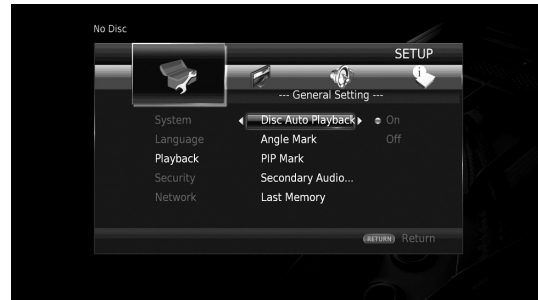 No Disc
SETUP
--- General Setting ---
System
Disc Auto Playback
On
Language
Angle Mark
Off
Playback
PIP Mark
Security
Secondary Audio...
Network
Last Memory
RETURN Return